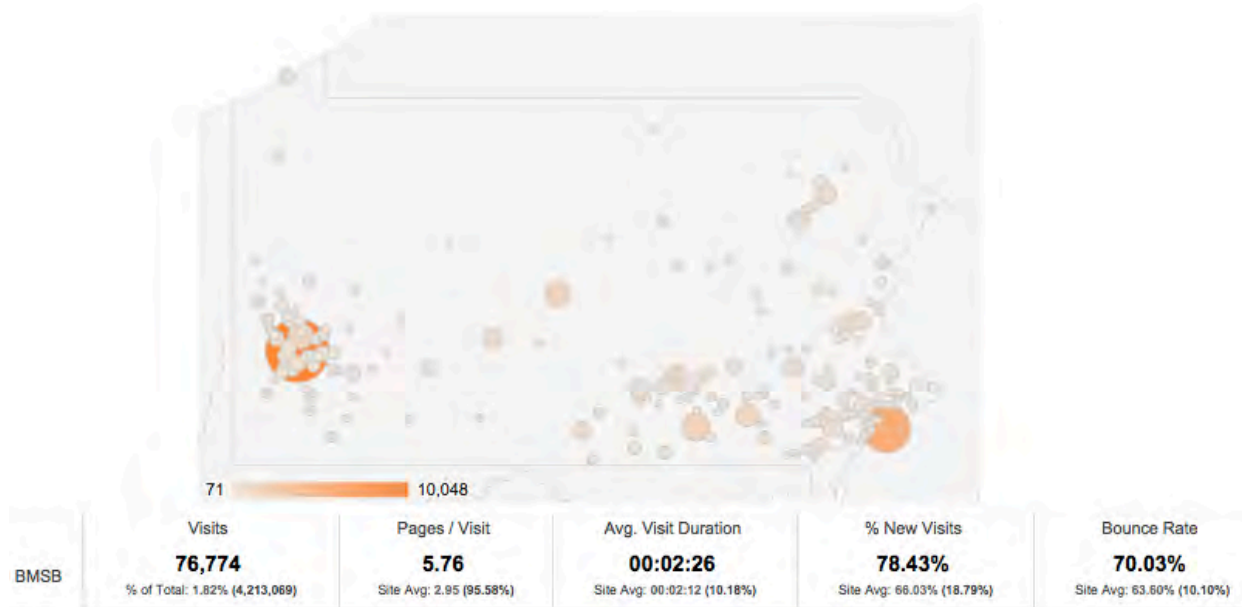 71 10,048
Visits Pages / Visit Avg. Visit Duration % New Visits Bounce Rate
BMSB 76,774 5.76 00:02:26 78.43% 70.03%
% of Total: 1.82% (4,213,069) Site Avg: 2.95 (95.58%) Site Avg: 00:02:12 (10.18%) Site Avg: 66.03% (18.79%) Site Avg: 63.60% (10.10%)